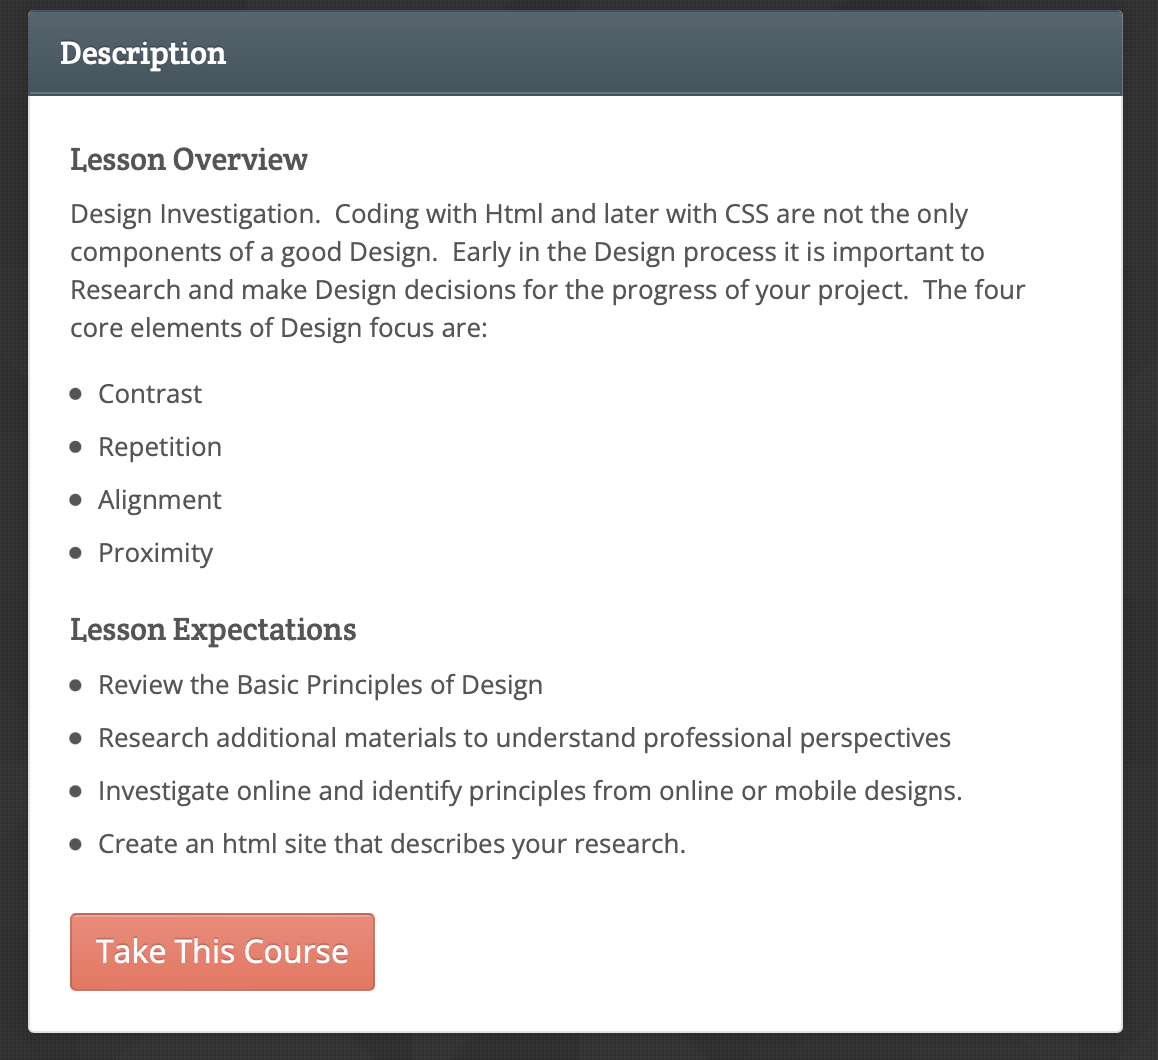 Description
Lesson Overview
Design Investigation.  Coding with Html and later with CSS are not the only
components of a good Design.  Early in the Design process it is important to
Research and make Design decisions for the progress of your project.  The four
core elements of Design focus are:
Contrast
Repetition
Alignment
Proximity
Lesson Expectations
Review the Basic Principles of Design
Research additional materials to understand professional perspectives
Investigate online and identify principles from online or mobile designs.
Create an html site that describes your research.
Take This Course